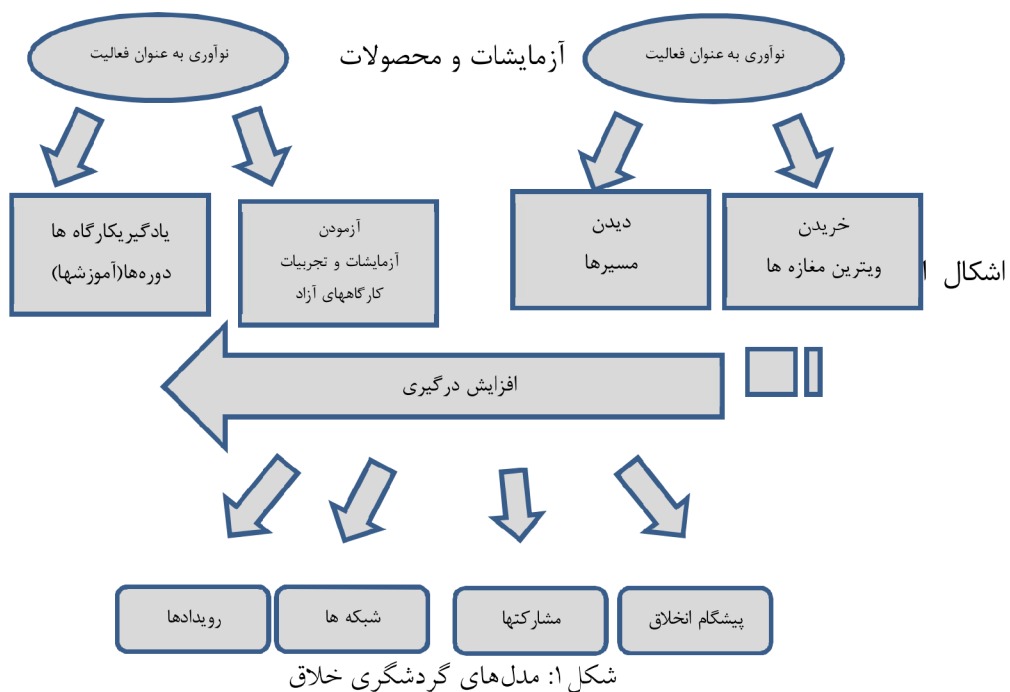 نوآوری به عنوان فعالیت
آزمایشات و محصولات
نوآوری به عنوان فعالیت
خریدن
ویترین مغازه ها
دیدن
مسیرها
آزمودن
آزمایشات و تجربیات
کارگاههای آزاد
یادگیریکارگاه ها
دوره‌ها(آموزشها)
اشکال ا
افزایش درگیری
پیشگام انخلاق
مشارکتها
شبکه ها
رویدادها
شکل ۱: مدل‌های گردشگری خلاق